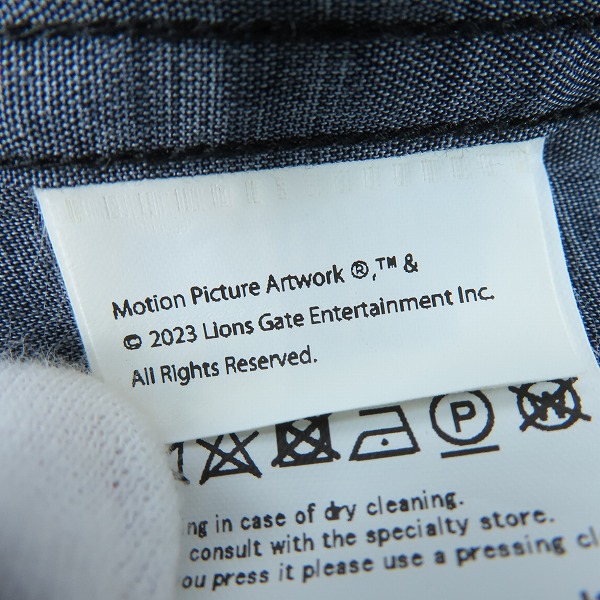 Motion Picture Artwork ®,™ &
© 2023 Lions Gate Entertainment Inc.
All Rights Reserved.
P W
ng in case of dry cleaning.
consult with the specialty store.
ou press it please use a pressing cl